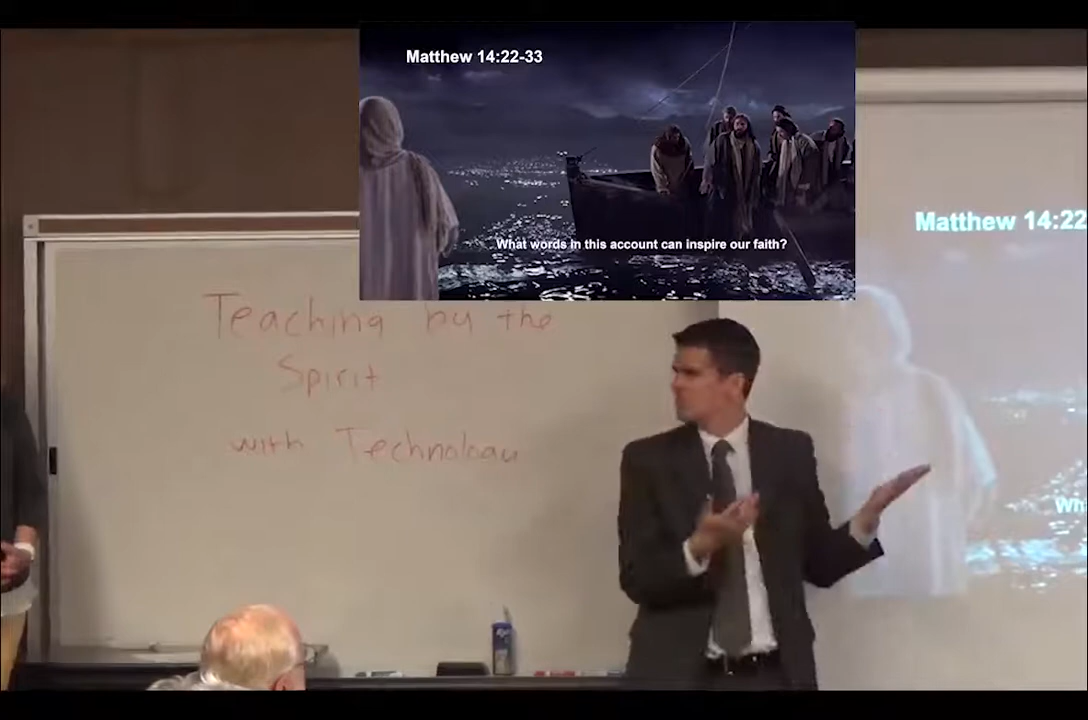 Matthew 14:22-33
What words in this account can inspire our faith?
Matthew 14:22
Wh
Teaching by the
Spirit
with Technology